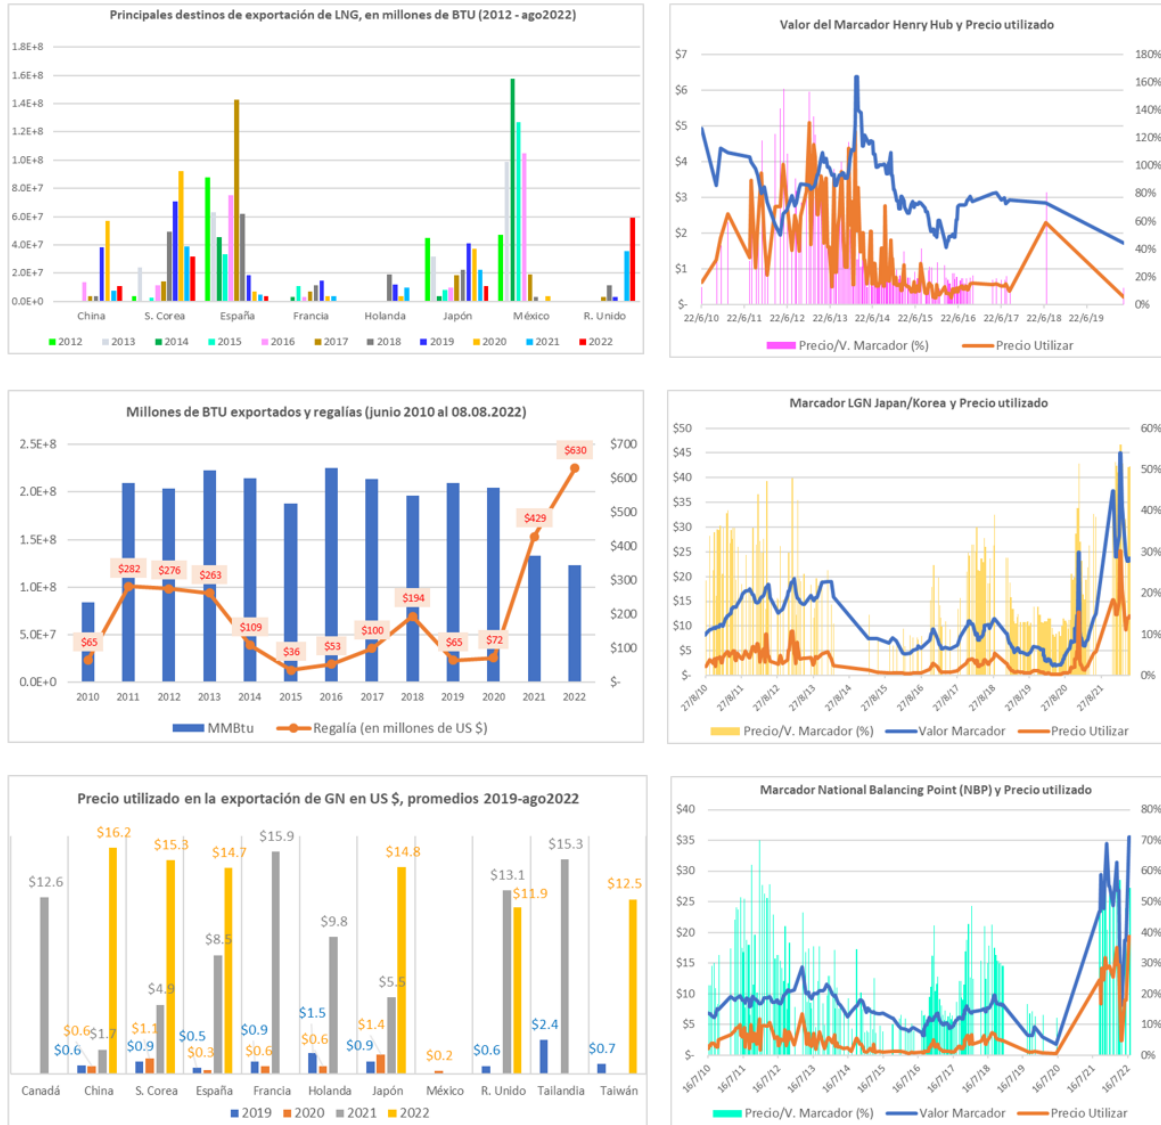 Principales destinos de exportación de LNG, en millones de BTU (2012 - ago2022)
1.8E+8
1.6E+8
1.4E+8
1.2E+8
1.0E+8
8.0E+7
6.0E+7
4.0E+7
2.0E+7
0.0E+0
China S. Corea España Francia Holanda Japón México R. Unido
2012 2013 2014 2015 2016 2017 2018 2019 2020 2021 2022
Valor del Marcador Henry Hub y Precio utilizado
$7
$6
$5
$4
$3
$2
$1
$-
180%
160%
140%
120%
100%
80%
60%
40%
20%
0%
22/6/10 22/6/11 22/6/12 22/6/13 22/6/14 22/6/15 22/6/16 22/6/17 22/6/18 22/6/19
Precio/V. Marcador (%) Precio Utilizar
Millones de BTU exportados y regalías (junio 2010 al 08.08.2022)
2.5E+8
2.0E+8
1.5E+8
1.0E+8
5.0E+7
0.0E+0
$700
$600
$500
$400
$300
$200
$100
$-
$65 $282 $276 $263 $109 $36 $53 $100 $194 $65 $72 $429 $630
2010 2011 2012 2013 2014 2015 2016 2017 2018 2019 2020 2021 2022
MMBtu Regalía (en millones de US $)
Marcador LGN Japan/Korea y Precio utilizado
$50
$45
$40
$35
$30
$25
$20
$15
$10
$5
$-
60%
50%
40%
30%
20%
10%
0%
27/8/10 27/8/11 27/8/12 27/8/13 27/8/14 27/8/15 27/8/16 27/8/17 27/8/18 27/8/19 27/8/20 27/8/21
Precio/V. Marcador (%) Valor Marcador Precio Utilizar
Precio utilizado en la exportación de GN en US $, promedios 2019-ago2022
$12.6
$0.6 $0.6 $1.7 $16.2
$0.9 $1.1 $4.9 $15.3
$0.5 $0.3 $8.5 $14.7
$0.9 $0.6 $15.9
$1.5 $0.6 $9.8
$0.9 $1.4 $5.5 $14.8
$0.2
$0.6 $13.1 $11.9
$2.4 $15.3
$0.7 $12.5
Canadá China S. Corea España Francia Holanda Japón México R. Unido Tailandia Taiwán
2019 2020 2021 2022
Marcador National Balancing Point (NBP) y Precio utilizado
$40
$35
$30
$25
$20
$15
$10
$5
$-
80%
70%
60%
50%
40%
30%
20%
10%
0%
16/7/10 16/7/11 16/7/12 16/7/13 16/7/14 16/7/15 16/7/16 16/7/17 16/7/18 16/7/19 16/7/20 16/7/21 16/7/22
Precio/V. Marcador (%) Valor Marcador Precio Utilizar